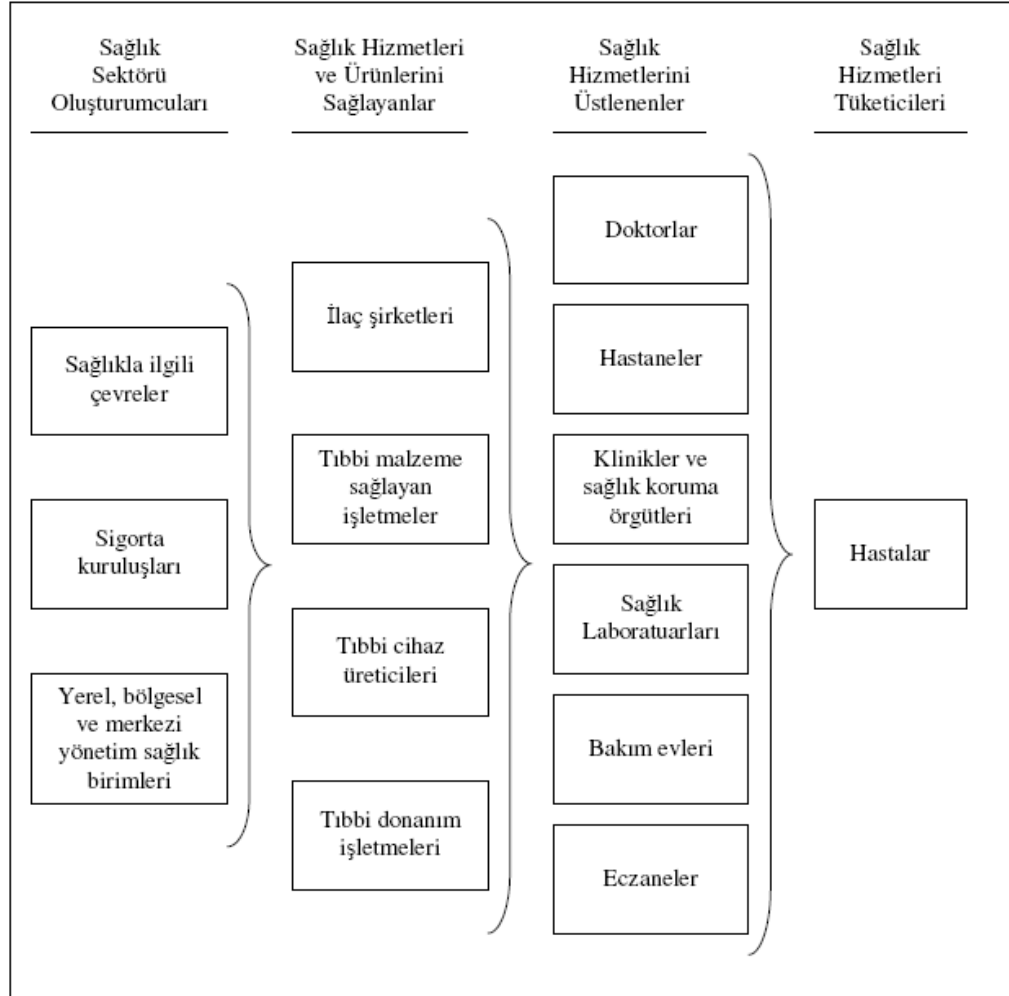 Sağlık
Sektörü
Oluşturumcuları
Sağlık Hizmetleri
ve Ürünlerini
Sağlayanlar
Sağlık
Hizmetlerini
Üstlenenler
Sağlık
Hizmetleri
Tüketicileri
Sağlıkla ilgili
çevreler
Sigorta
kuruluşları
Yerel, bölgesel
ve merkezi
yönetim sağlık
birimleri
İlaç şirketleri
Tıbbi malzeme
sağlayan
işletmeler
Tıbbi cihaz
üreticileri
Tıbbi donanım
işletmeleri
Doktorlar
Hastaneler
Klinikler ve
sağlık koruma
örgütleri
Sağlık
Laboratuarları
Bakım evleri
Eczaneler
Hastalar